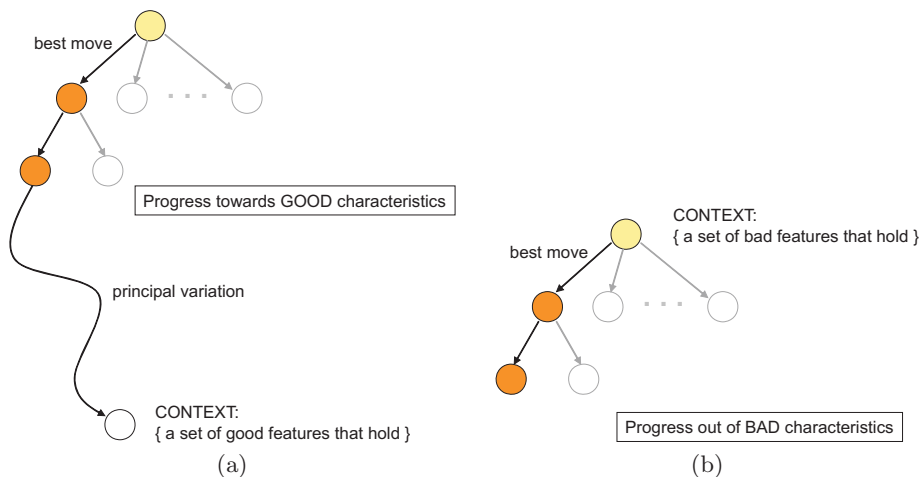 best move
. . .
Progress towards GOOD characteristics
principal variation
CONTEXT:
{ a set of good features that hold }
(a)
CONTEXT:
{ a set of bad features that hold }
best move
. . .
Progress out of BAD characteristics
(b)